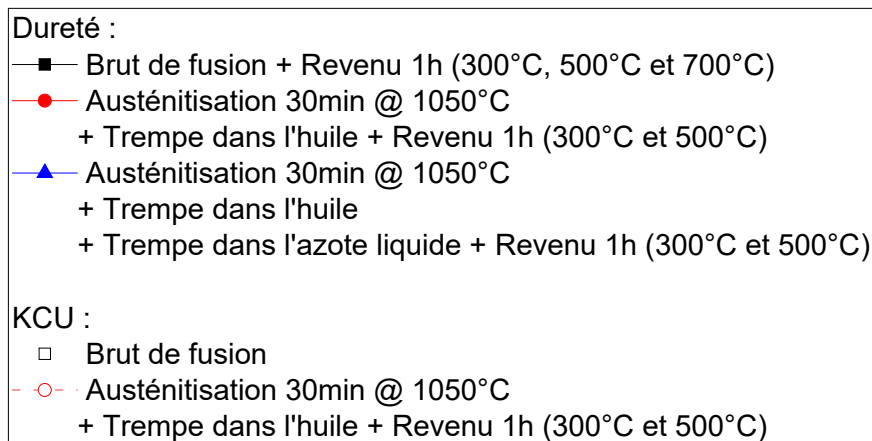 Dureté :
Brut de fusion + Revenu 1h (300°C, 500°C et 700°C)
Austénitisation 30min @ 1050°C
+ Trempe dans l'huile + Revenu 1h (300°C et 500°C)
Austénitisation 30min @ 1050°C
+ Trempe dans l'huile
+ Trempe dans l'azote liquide + Revenu 1h (300°C et 500°C)
KCU :
Brut de fusion
Austénitisation 30min @ 1050°C
+ Trempe dans l'huile + Revenu 1h (300°C et 500°C)